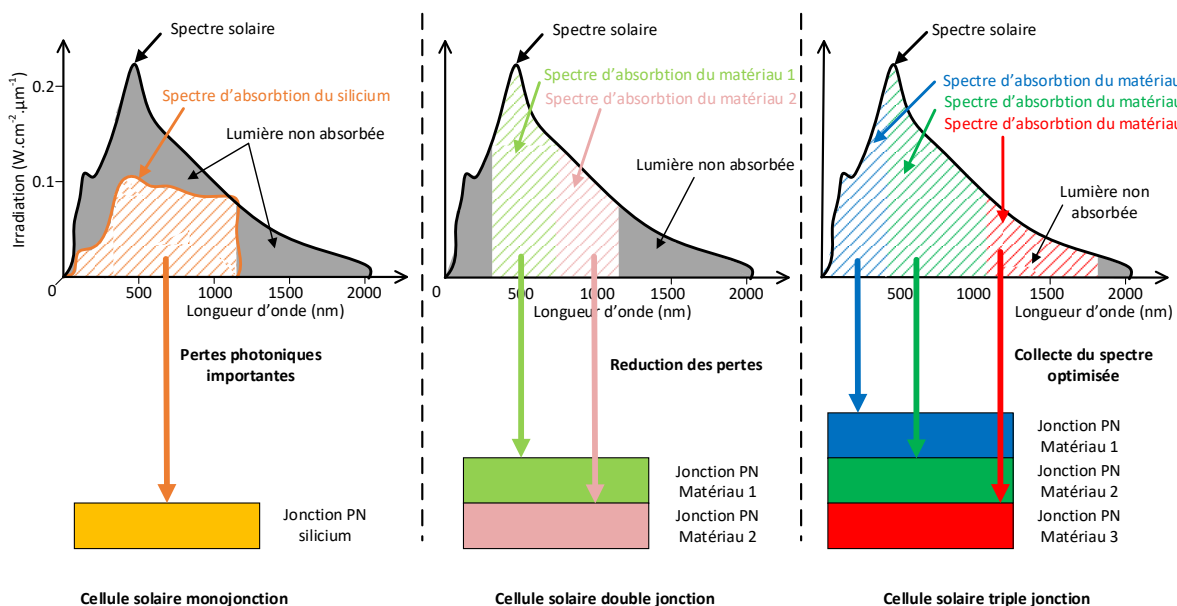 Spectre solaire
Spectre d'absorbtion du silicium
Lumière non absorbée
0.2
0.1
Irradiation (W.cm⁻².µm⁻¹)
0
500
1000
1500
2000
Longueur d'onde (nm)
Pertes photoniques
importantes
Jonction PN
silicium
Cellule solaire monojonction
Spectre solaire
Spectre d'absorbtion du matériau 1
Spectre d'absorbtion du matériau 2
Lumière non absorbée
0
500
1000
1500
2000
Longueur d'onde (nm)
Reduction des pertes
Jonction PN
Matériau 1
Jonction PN
Matériau 2
Cellule solaire double jonction
Spectre solaire
Spectre d'absorbtion du matériau
Spectre d'absorbtion du matériau
Spectre d'absorbtion du matériau
Lumière non
absorbée
0
500
1000
1500
2000
Longueur d'onde (nm)
Collecte du spectre
optimisée
Jonction PN
Matériau 1
Jonction PN
Matériau 2
Jonction PN
Matériau 3
Cellule solaire triple jonction